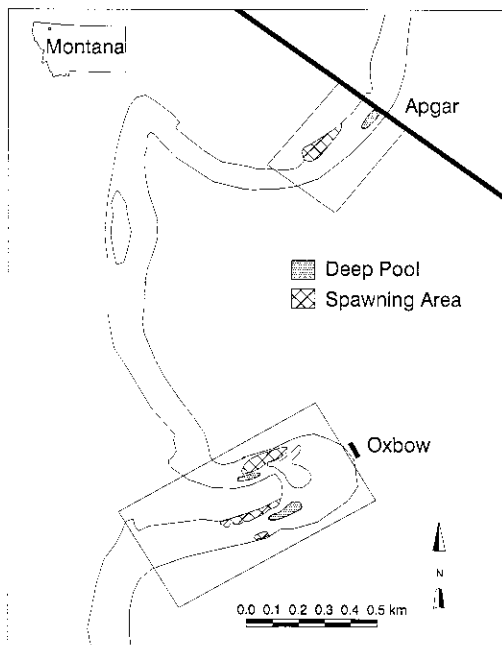 Montana
Apgar
Deep Pool
Spawning Area
Oxbow
N
0.0 0.1 0.2 0.3 0.4 0.5 km